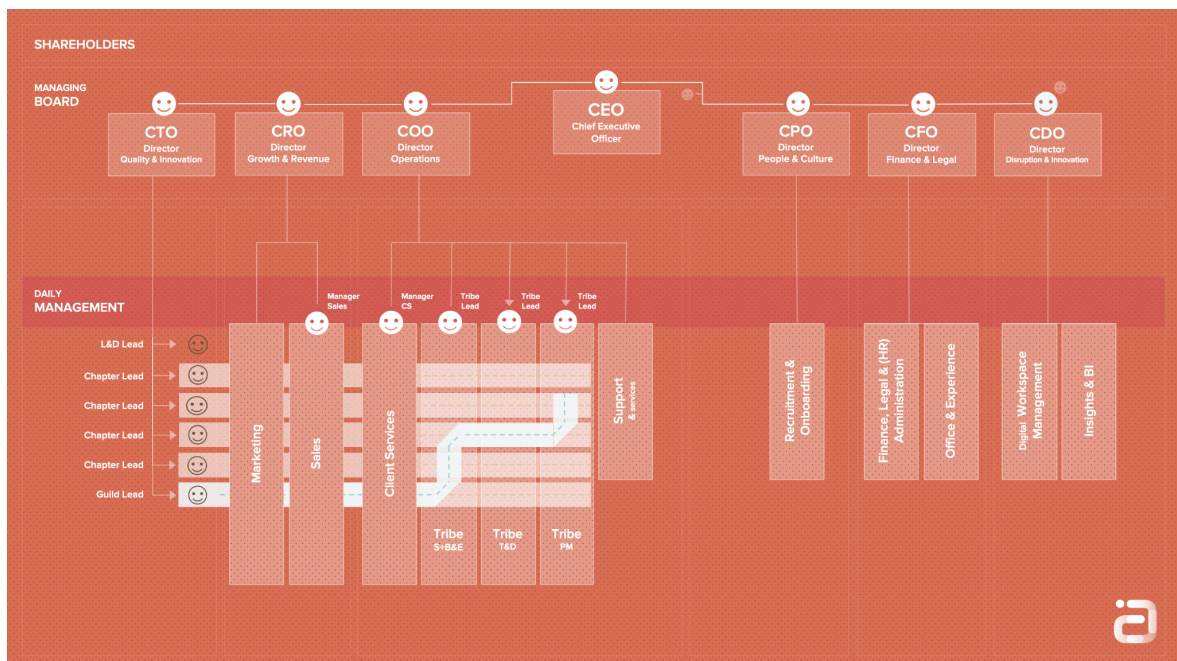 SHAREHOLDERS
MANAGING
BOARD
CTO
Director
Quality & Innovation
CRO
Director
Growth & Revenue
COO
Director
Operations
CEO
Chief Executive
Officer
CPO
Director
People & Culture
CFO
Director
Finance & Legal
CDO
Director
Disruption & Innovation
DAILY
MANAGEMENT
Manager
Sales
Manager
CS
Tribe
Lead
Tribe
Lead
Tribe
Lead
L&D Lead
Chapter Lead
Chapter Lead
Chapter Lead
Chapter Lead
Guild Lead
Marketing
Sales
Client Services
Tribe
S+B&E
Tribe
T&D
Tribe
PM
Support
& services
Recruitment &
Onboarding
Finance, Legal & (HR)
Administration
Office & Experience
Digital Workspace
Management
Insights & BI